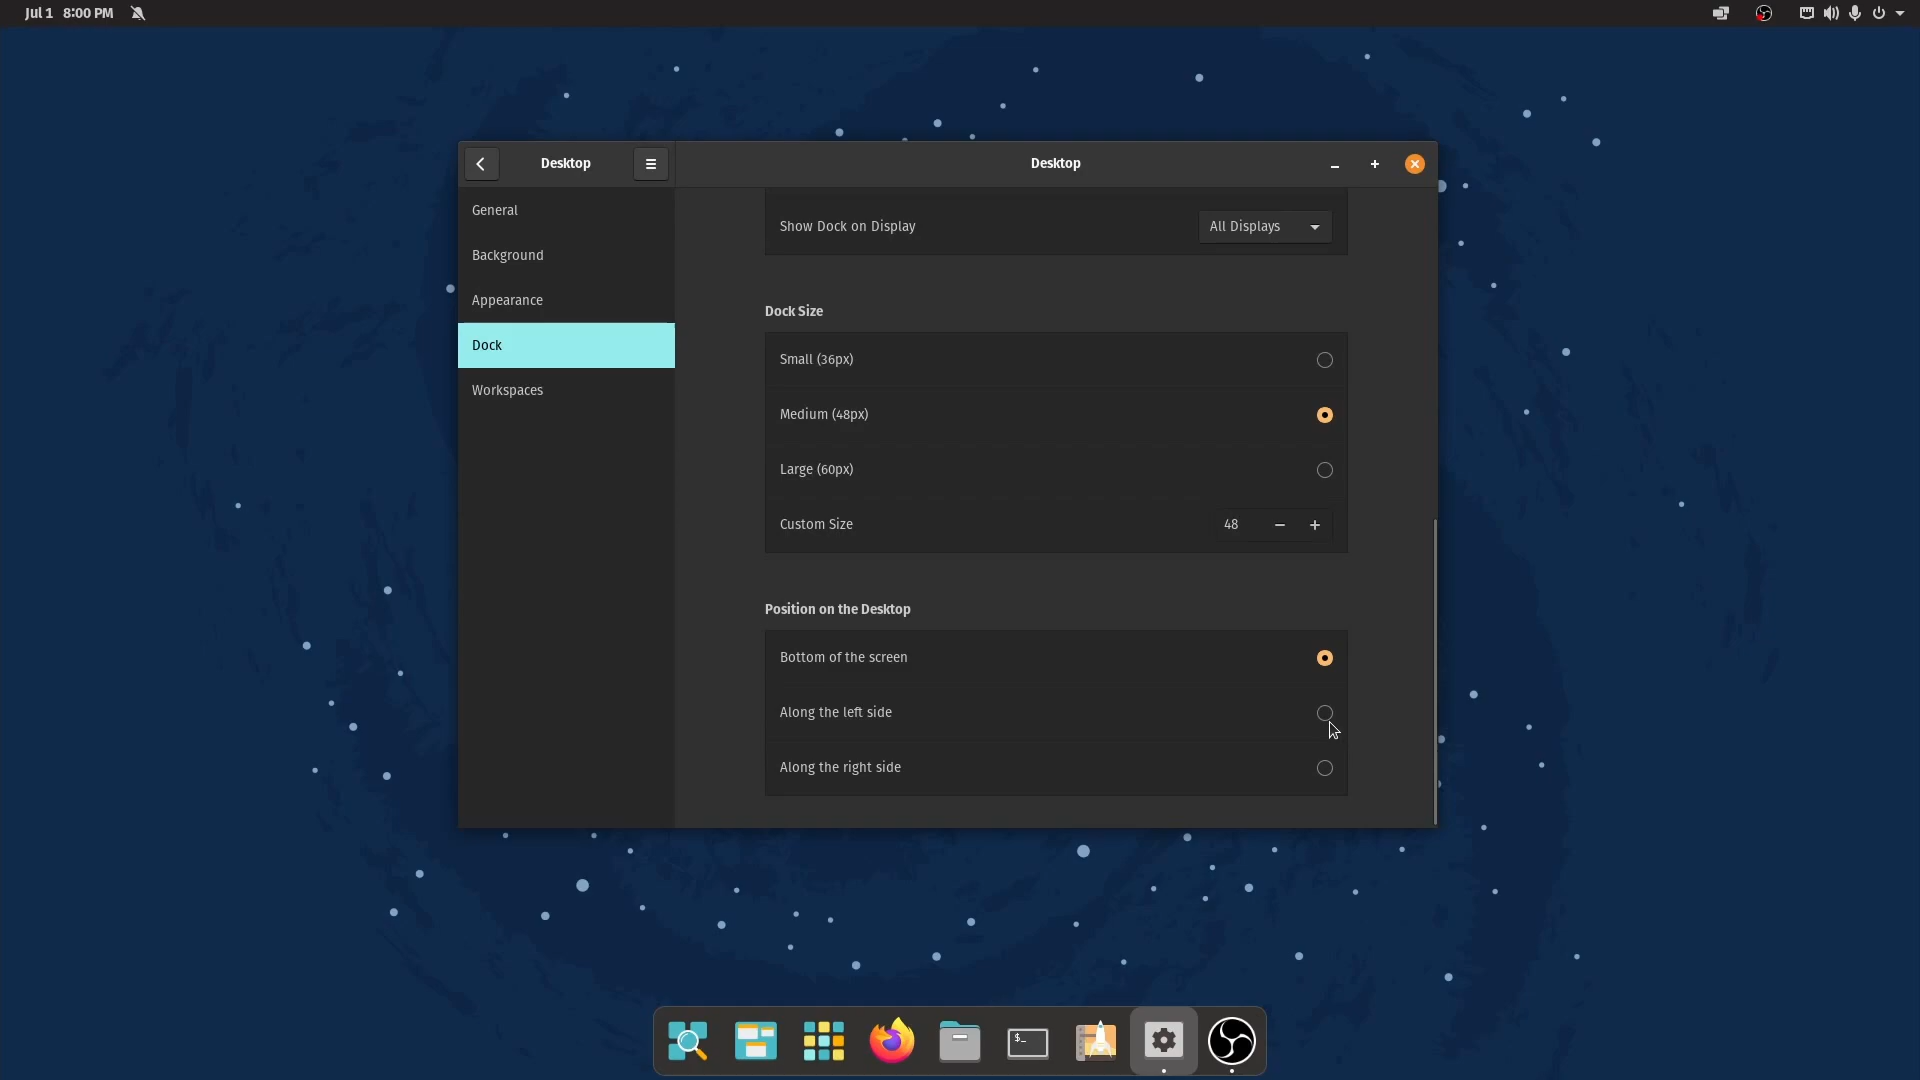 Jul 1 8:00 PM
Desktop
Desktop
General
Background
Appearance
Dock
Workspaces
Show Dock on Display
All Displays
Dock Size
Small (36px)
Medium (48px)
Large (60px)
Custom Size
48 − +
Position on the Desktop
Bottom of the screen
Along the left side
Along the right side
$_